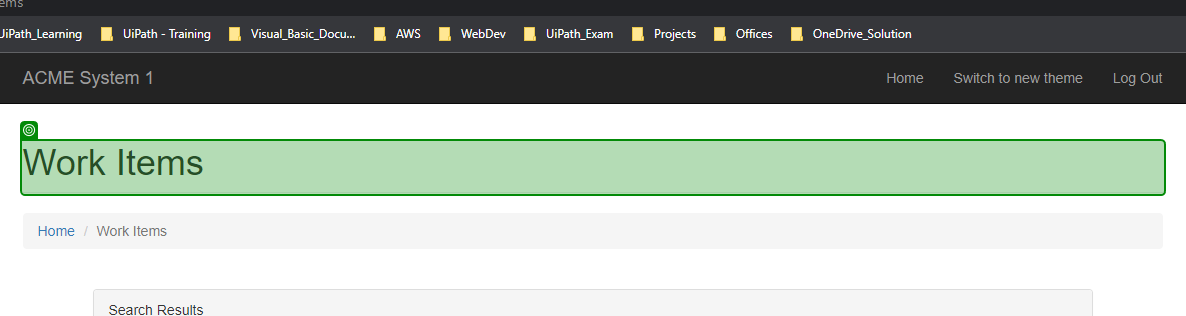 ems
UiPath_Learning UiPath - Training Visual_Basic_Docu... AWS WebDev UiPath_Exam Projects Offices OneDrive_Solution
ACME System 1 Home Switch to new theme Log Out
Work Items
Home / Work Items
Search Results